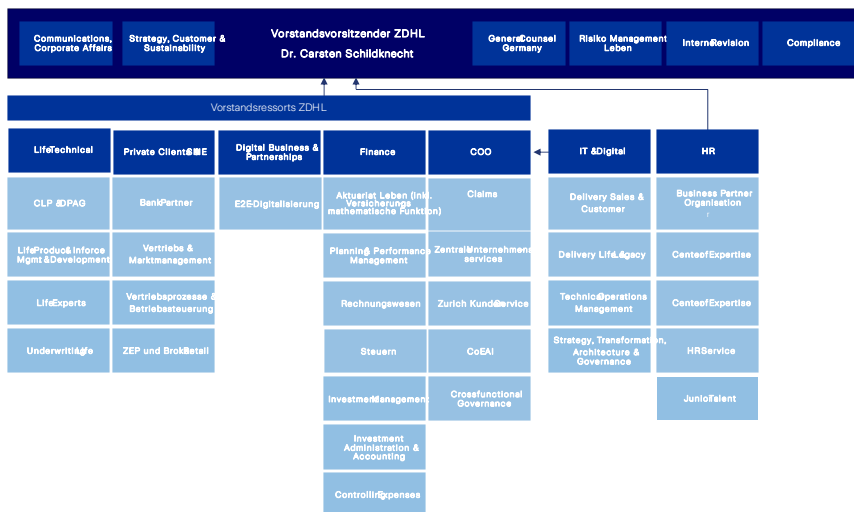 Communications,
Corporate Affairs
Strategy, Customer &
Sustainability
Vorstandsvorsitzender ZDHL
Dr. Carsten Schildknecht
General Counsel
Germany
Risiko Management
Leben
Interne Revision
Compliance
Vorstandsressorts ZDHL
Life Technical
Private Clients & SME
Digital Business &
Partnerships
Finance
COO
IT & Digital
HR
CLP & DPAG
Life Product & Inforce
Mgmt & Development
Life Experts
Underwriting Life
Bank Partner
Vertriebs &
Marktmanagement
Vertriebsprozesse &
Betriebssteuerung
ZEP und Broker Retail
E2E-Digitalisierung
Aktuariat Leben (inkl.
Versicherungs
mathematische Funktion)
Planning & Performance
Management
Rechnungswesen
Steuern
Investment Management
Investment
Administration &
Accounting
Controlling Expenses
Claims
Zentrale Unternehmens
services
Zurich Kunden Service
CoE AI
Crossfunctional
Governance
Delivery Sales &
Customer
Delivery Life & Legacy
Technical Operations
Management
Strategy, Transformation,
Architecture &
Governance
Business Partner
Organisation
Center of Expertise
Center of Expertise
HR Service
Junior Talent